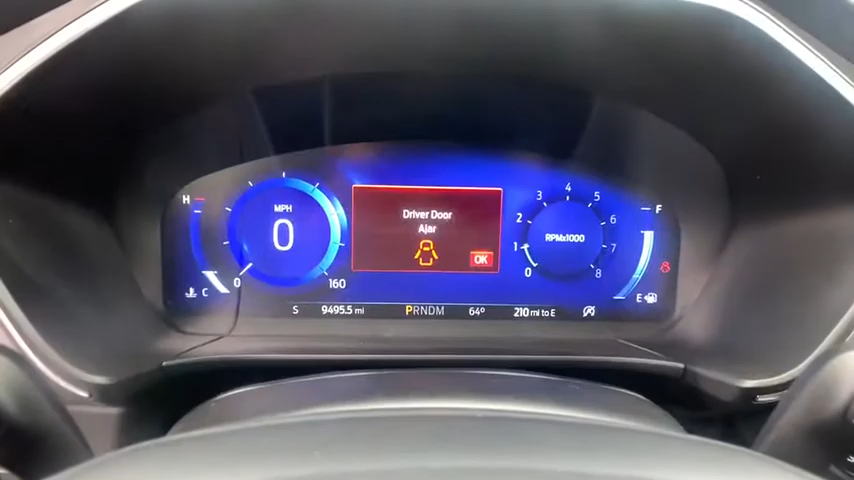 H
MPH
0
C
0
160
Driver Door
Ajar
OK
0
1
2
3
4
5
6
7
8
RPMx1000
F
E
S
9495.5 mi
PRNDM
64°
210 mi to E